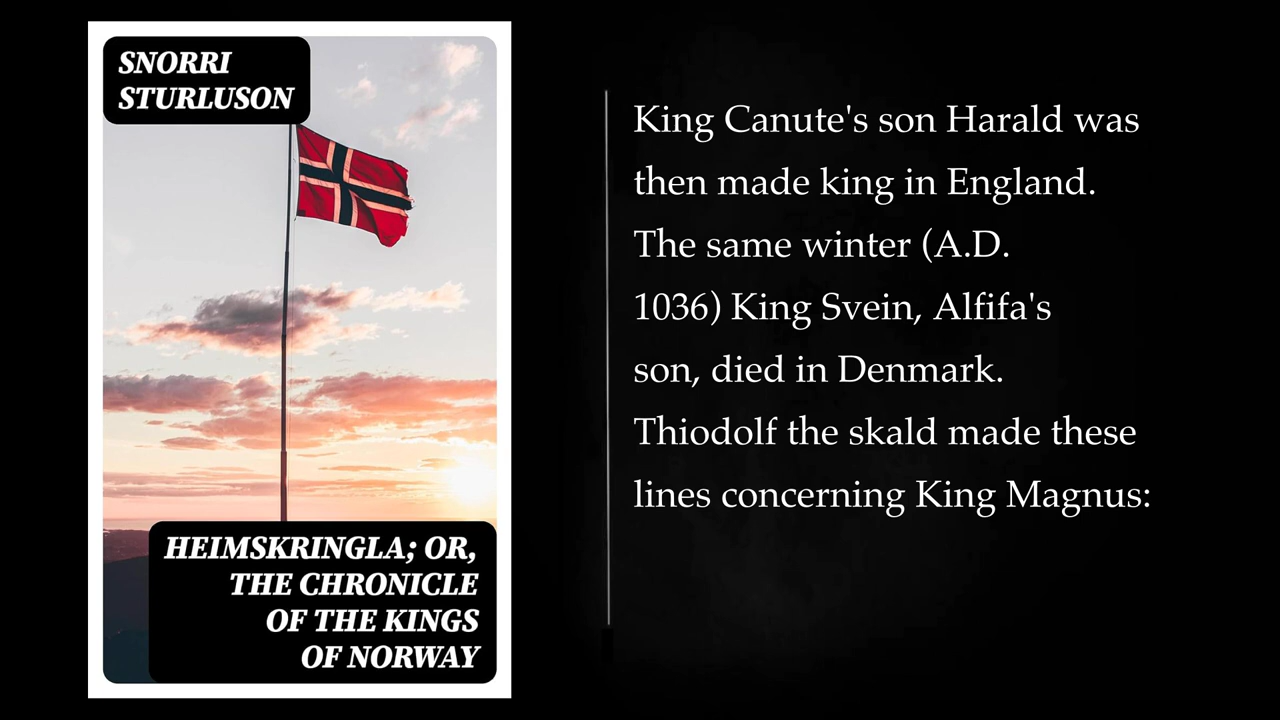 SNORRI
STURLUSON
HEIMSKRINGLA; OR,
THE CHRONICLE
OF THE KINGS
OF NORWAY
King Canute's son Harald was
then made king in England.
The same winter (A.D.
1036) King Svein, Alfifa's
son, died in Denmark.
Thiodolf the skald made these
lines concerning King Magnus: